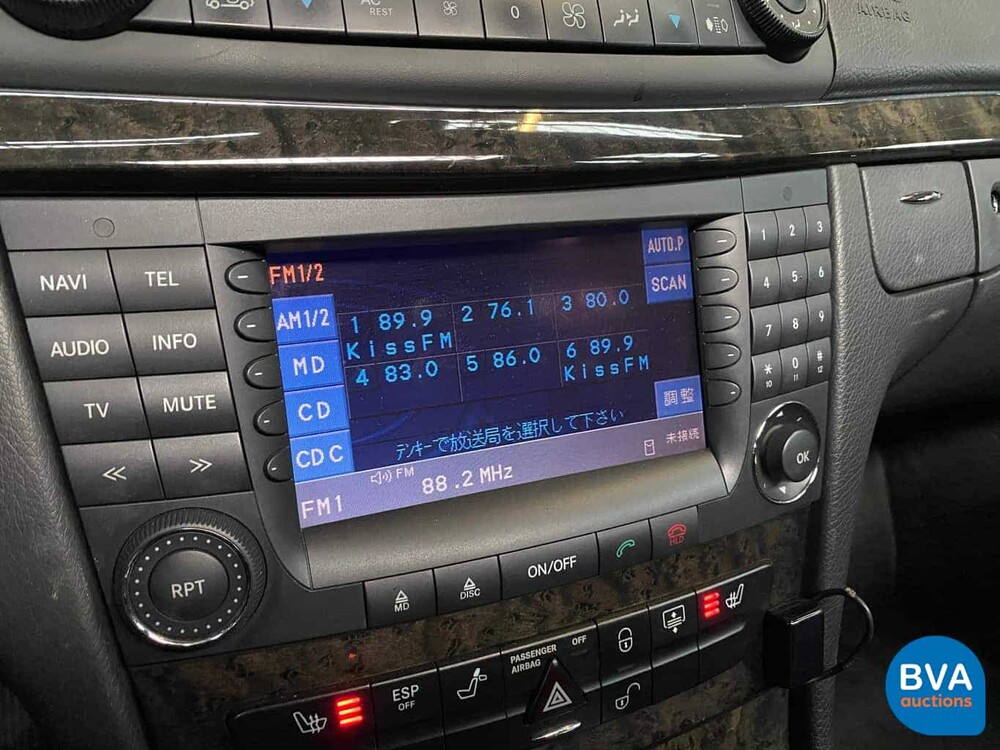 AC
REST
0
AIRBAG
NAVI
TEL
AUDIO
INFO
TV
MUTE
RPT
FM1/2
AUTO.P
AM1/2
SCAN
MD
CD
CDC
1 89.9
2 76.1
3 80.0
KissFM
4 83.0
5 86.0
6 89.9
KissFM
調整
テンキーで放送局を選択して下さい
FM
未接続
FM1
88.2 MHz
1 2 3
4 5 6
7 8 9
* 0 #
10 11 12
OK
MD
DISC
ON/OFF
ESP
OFF
PASSENGER
AIRBAG
OFF
BVA
auctions